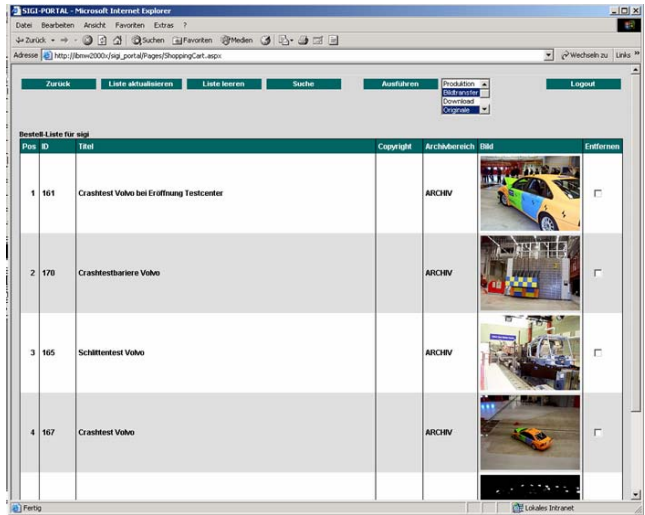 SIGI-PORTAL - Microsoft Internet Explorer
Datei Bearbeiten Ansicht Favoriten Extras ?
Zurück Suchen Favoriten Medien
Adresse http://ibnw2000x/sigi_portal/Pages/ShoppingCart.aspx Wechseln zu Links »
Zurück Liste aktualisieren Liste leeren Suche Ausführen Produktion Logout
Bildtransfer
Download
Originale
Bestell-Liste für sigi
Pos ID Titel Copyright Archivbereich Bild Entfernen
1 161 Crashtest Volvo bei Eröffnung Testcenter ARCHIV
2 170 Crashtestbariere Volvo ARCHIV
3 165 Schlittentest Volvo ARCHIV
4 167 Crashtest Volvo ARCHIV
Fertig Lokales Intranet